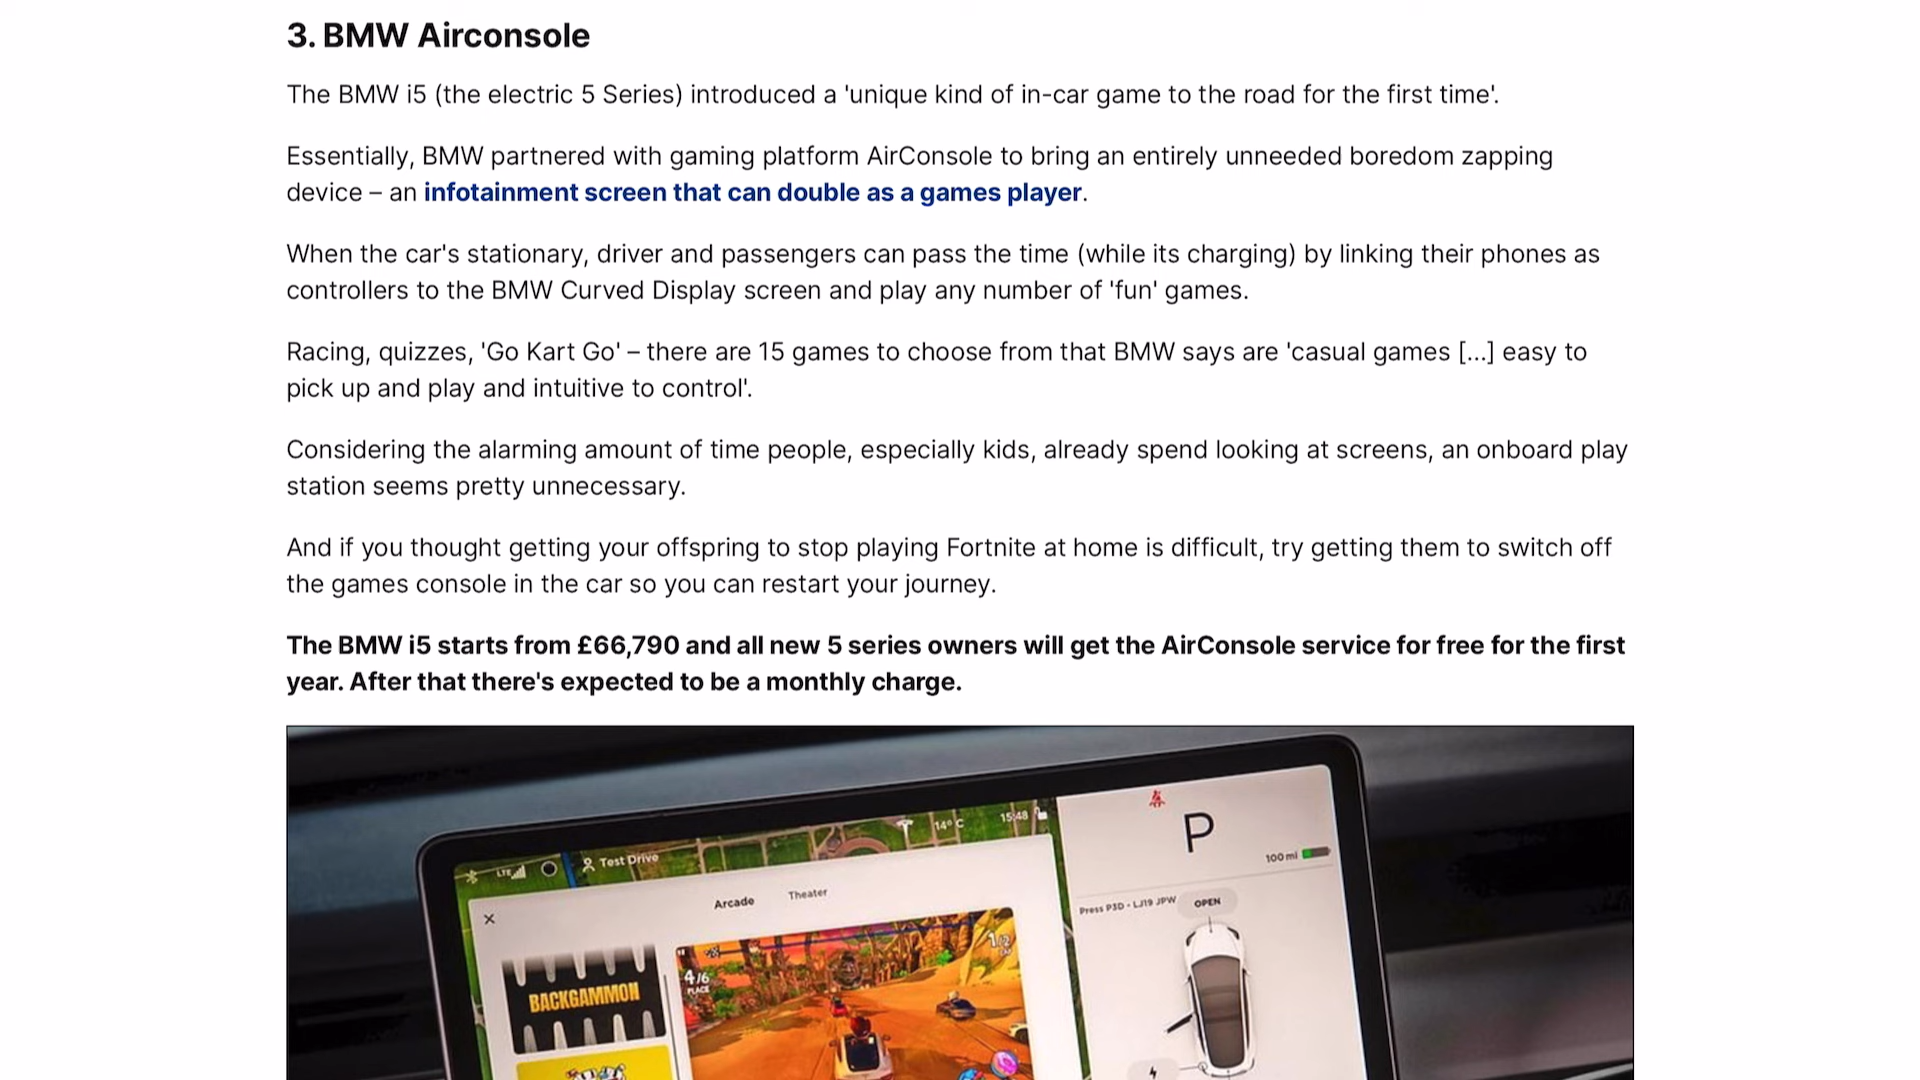 3. BMW Airconsole
The BMW i5 (the electric 5 Series) introduced a 'unique kind of in-car game to the road for the first time'.
Essentially, BMW partnered with gaming platform AirConsole to bring an entirely unneeded boredom zapping
device – an infotainment screen that can double as a games player.
When the car's stationary, driver and passengers can pass the time (while its charging) by linking their phones as
controllers to the BMW Curved Display screen and play any number of 'fun' games.
Racing, quizzes, 'Go Kart Go' – there are 15 games to choose from that BMW says are 'casual games [...] easy to
pick up and play and intuitive to control'.
Considering the alarming amount of time people, especially kids, already spend looking at screens, an onboard play
station seems pretty unnecessary.
And if you thought getting your offspring to stop playing Fortnite at home is difficult, try getting them to switch off
the games console in the car so you can restart your journey.
The BMW i5 starts from £66,790 and all new 5 series owners will get the AirConsole service for free for the first
year. After that there's expected to be a monthly charge.
LTE Test Drive 14° C 15:48
P
100 mi
Arcade Theater
Press P3D - LJ19 JPW OPEN
4/6
PLACE
1/2
BACKGAMMON